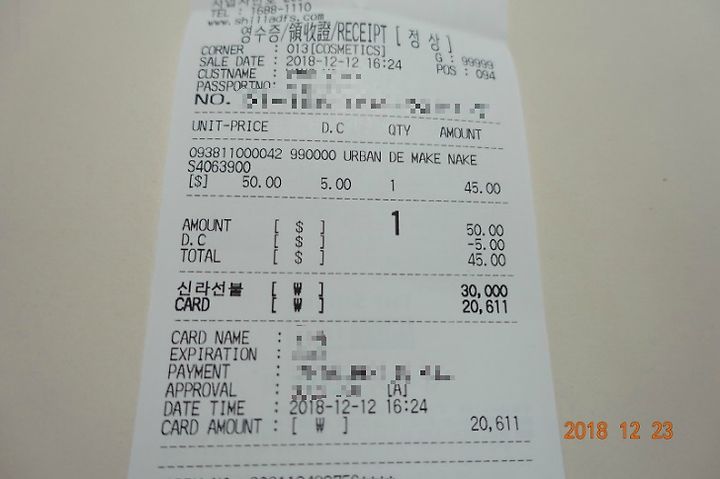 TEL : 1688-1110
www.shilladfs.com
영수증/領收證/RECEIPT [ 정 상 ]
CORNER : 013[COSMETICS] G : 99999
SALE DATE : 2018-12-12 16:24 POS : 094
CUSTNAME :
PASSPORTNO:
NO.
UNIT-PRICE D.C QTY AMOUNT
093811000042 990000 URBAN DE MAKE NAKE
S4063900
[$] 50.00 5.00 1 45.00
1
AMOUNT [ $ ] 50.00
D.C [ $ ] -5.00
TOTAL [ $ ] 45.00
신라선불 [ ₩ ] 30,000
CARD [ ₩ ] 20,611
CARD NAME :
EXPIRATION :
PAYMENT :
APPROVAL : [A]
DATE TIME : 2018-12-12 16:24
CARD AMOUNT : [ ₩ ] 20,611
2018 12 23